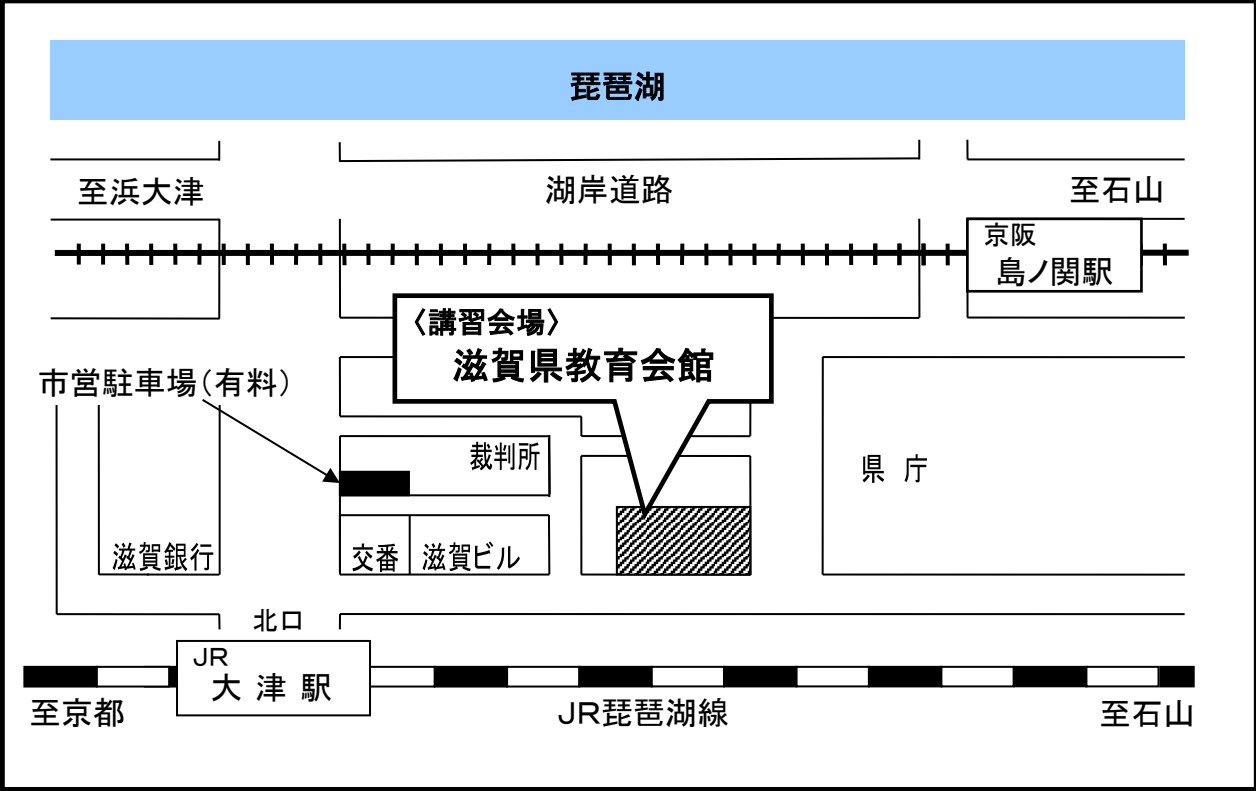 琵琶湖
至浜大津
湖岸道路
至石山
京阪
島ノ関駅
〈講習会場〉
滋賀県教育会館
市営駐車場(有料)
裁判所
県 庁
滋賀銀行
交番
滋賀ビル
北口
JR
大 津 駅
至京都
JR琵琶湖線
至石山